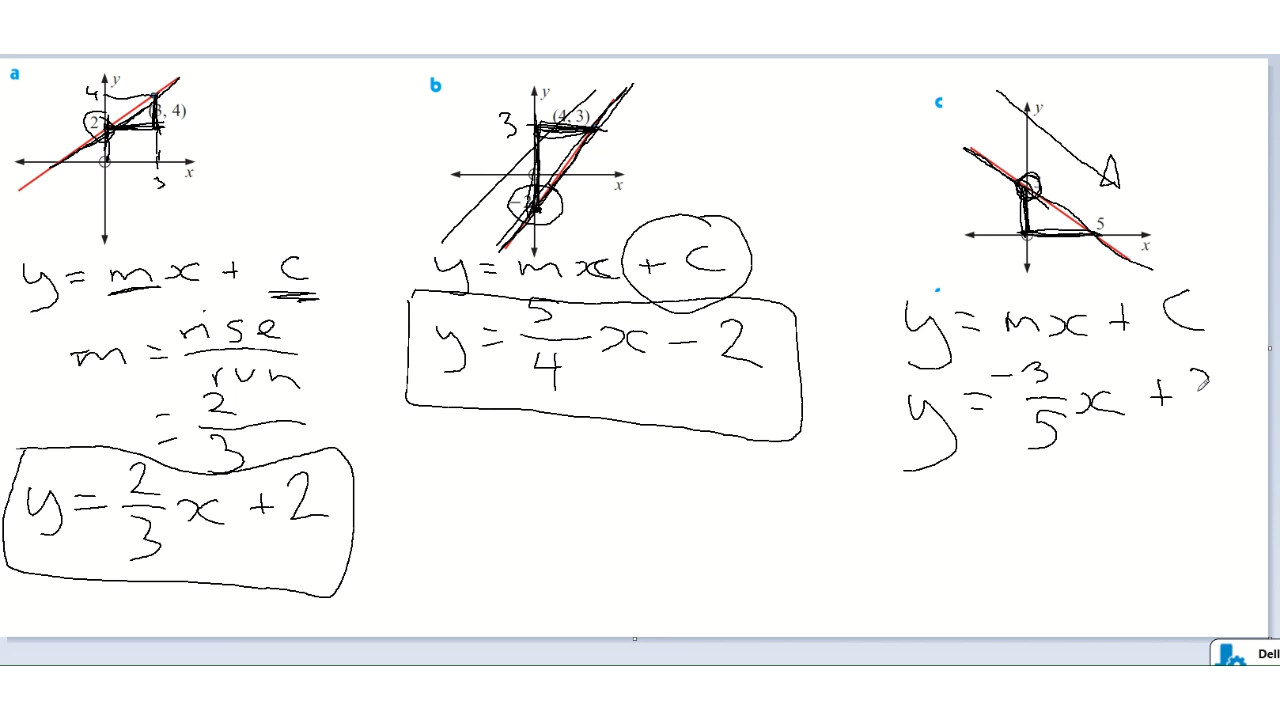 a
y
4
(3, 4)
2
x
3
y = mx + c
m = rise
run
= 2
3
y = 2/3 x + 2
b
y
3
(4, 3)
x
-2
y = mx + c
y = 5/4 x - 2
c
y
5
x
y = mx + c
y = -3/5 x +
Dell